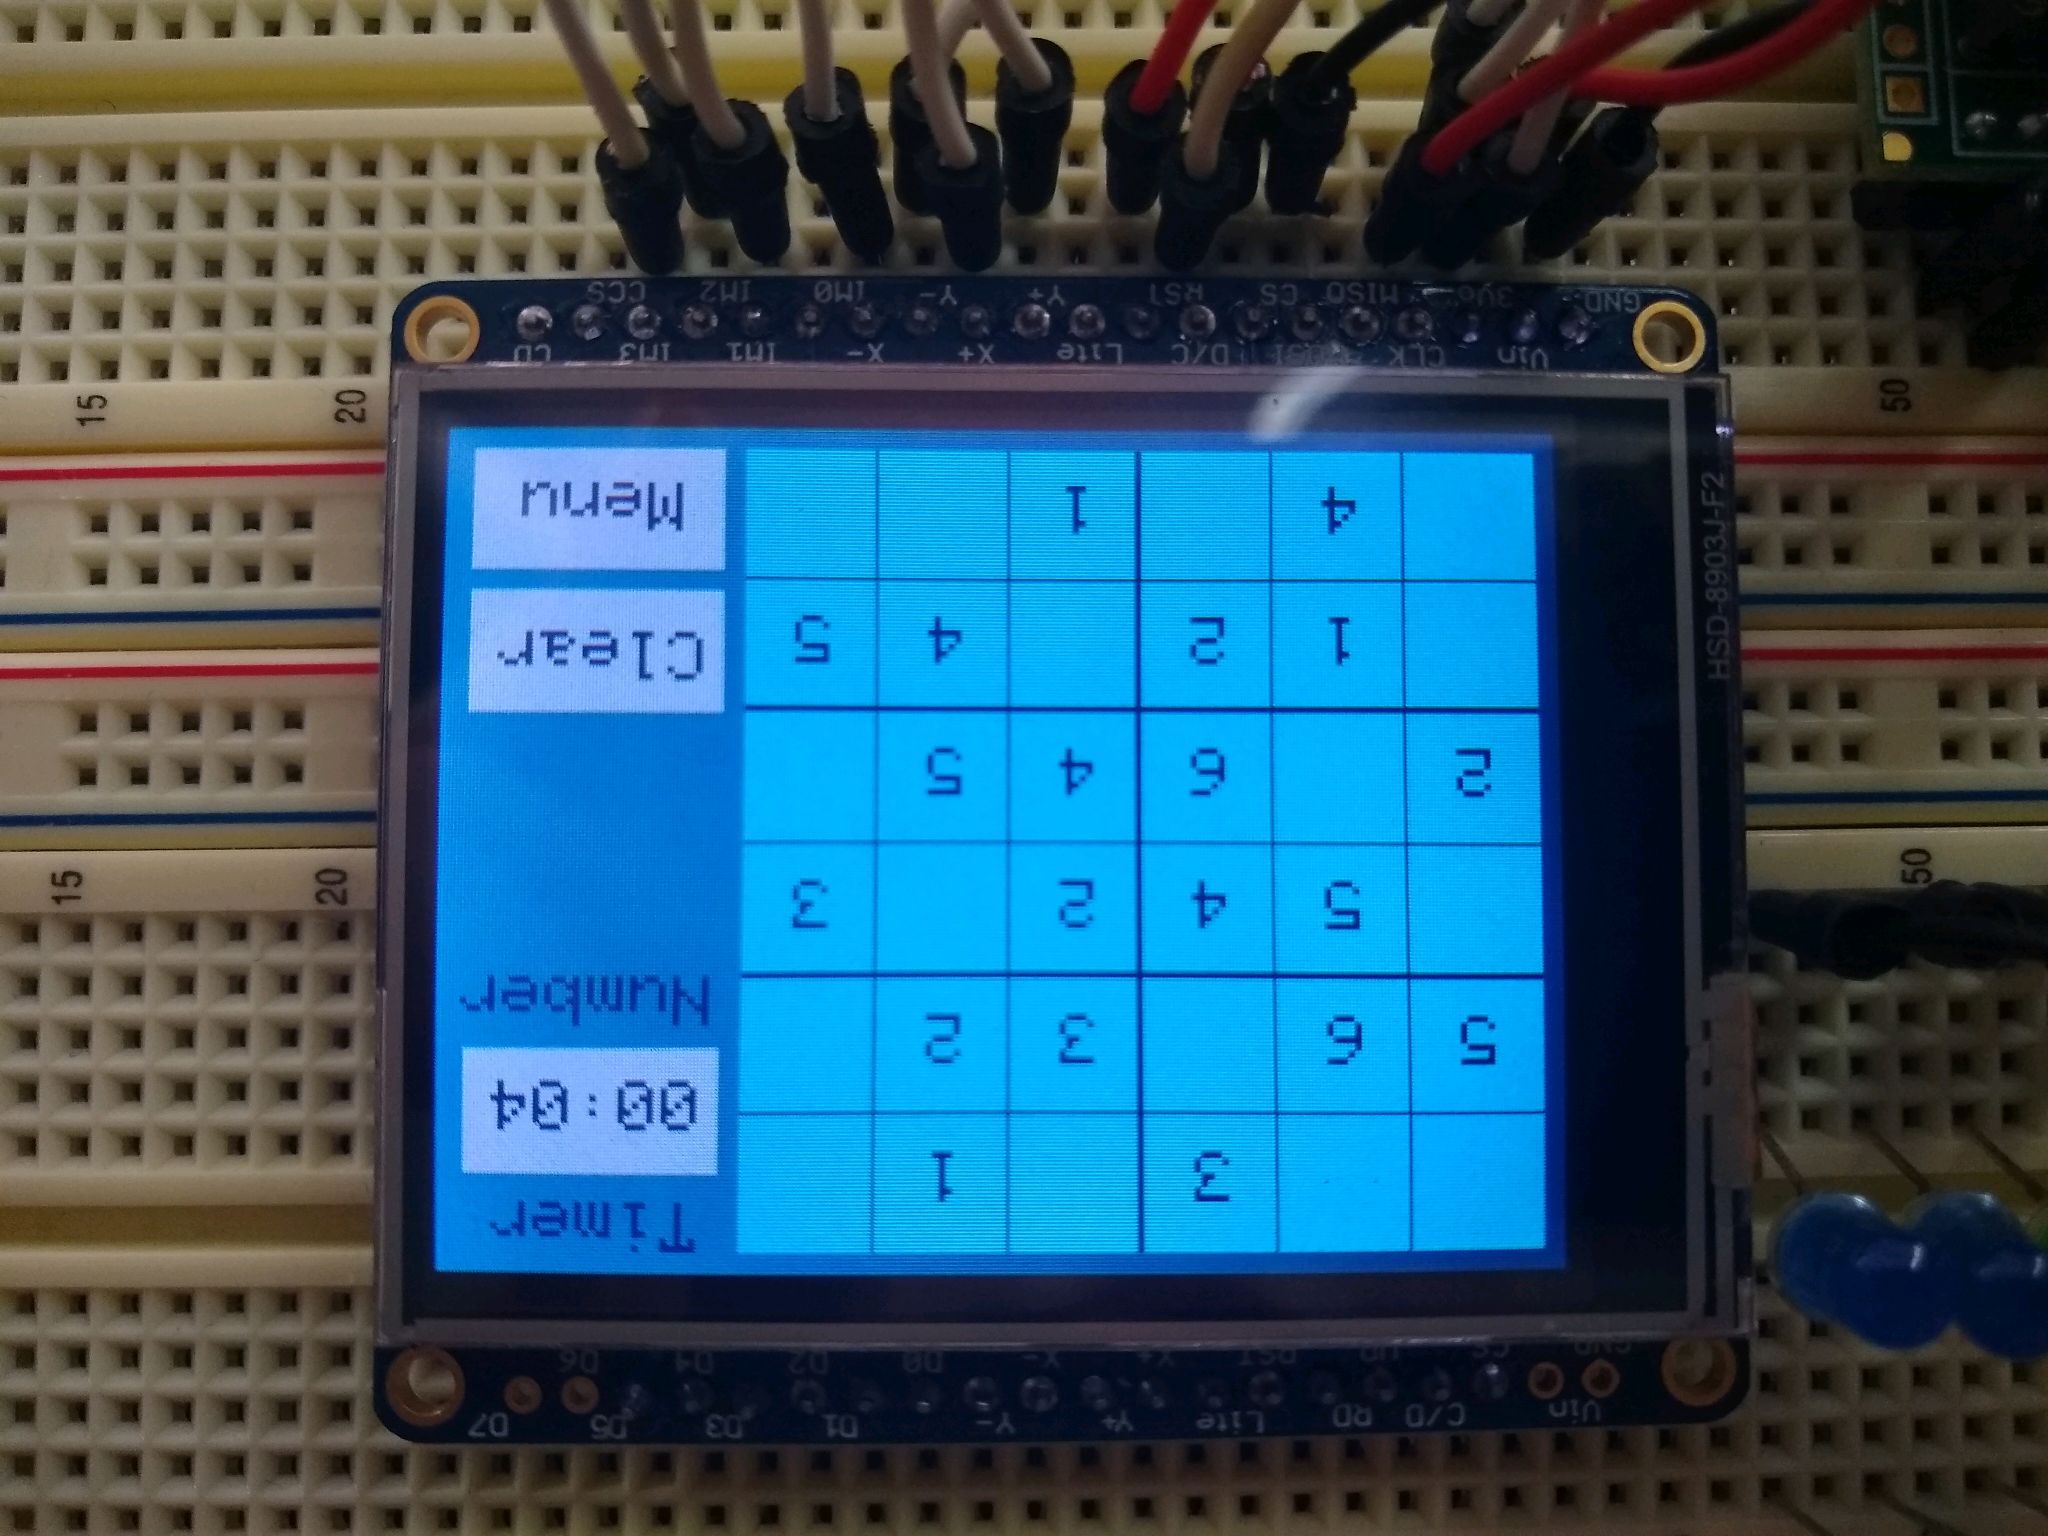 Vin C/D RD Lite Y+ Y- D1 D3 D5 D7
GND CS WR RST X+ X- D0 D2 D4 D6
3 1
Timer
00:04
5 6 3 2
Number
5 4 2 3
2 6 4 5
1 2 4 5
Clear
4 1
Menu
Vin CLK D/C Lite X+ X- IM1 IM3 CD
GND 3Vo MISO CS RST Y+ Y- IM0 IM2 CCS
HSD-8903J-F2
15
20
50
15
20
50